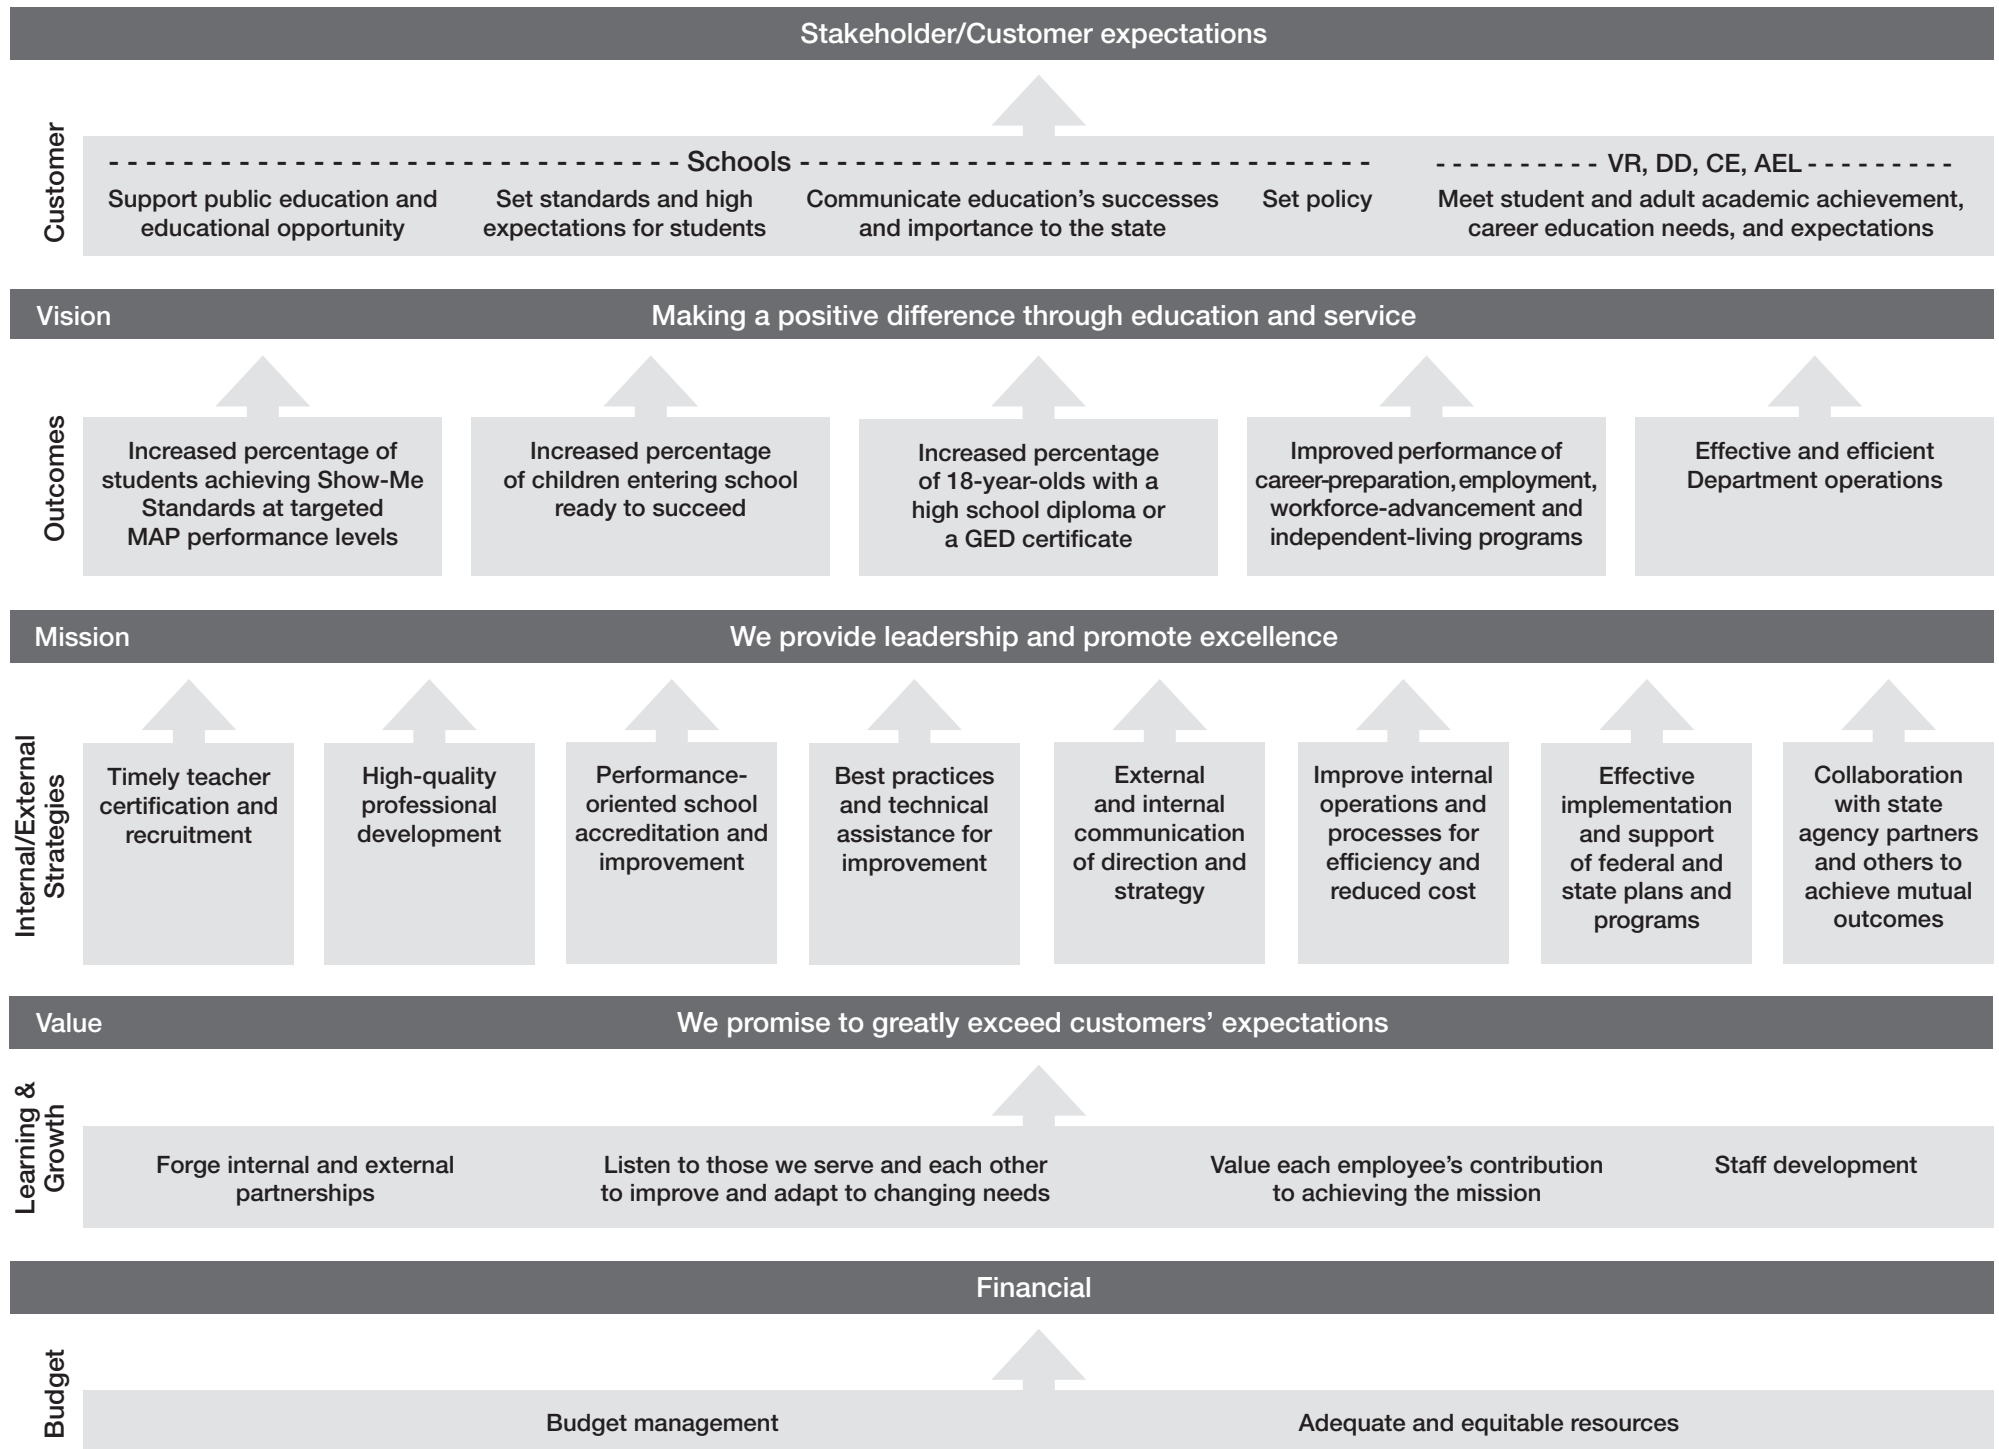 Stakeholder/Customer expectations
Customer
- - - - - - - - - - - - - - - - - - - - - - - - - - - - - - - Schools - - - - - - - - - - - - - - - - - - - - - - - - - - - - - - -
Support public education and
educational opportunity
Set standards and high
expectations for students
Communicate education’s successes
and importance to the state
Set policy
- - - - - - - - - - VR, DD, CE, AEL - - - - - - - - -
Meet student and adult academic achievement,
career education needs, and expectations
Vision
Making a positive difference through education and service
Outcomes
Increased percentage of
students achieving Show-Me
Standards at targeted
MAP performance levels
Increased percentage
of children entering school
ready to succeed
Increased percentage
of 18-year-olds with a
high school diploma or
a GED certificate
Improved performance of
career-preparation, employment,
workforce-advancement and
independent-living programs
Effective and efficient
Department operations
Mission
We provide leadership and promote excellence
Internal/External
Strategies
Timely teacher
certification and
recruitment
High-quality
professional
development
Performance-
oriented school
accreditation and
improvement
Best practices
and technical
assistance for
improvement
External
and internal
communication
of direction and
strategy
Improve internal
operations and
processes for
efficiency and
reduced cost
Effective
implementation
and support
of federal and
state plans and
programs
Collaboration
with state
agency partners
and others to
achieve mutual
outcomes
Value
We promise to greatly exceed customers’ expectations
Learning &
Growth
Forge internal and external
partnerships
Listen to those we serve and each other
to improve and adapt to changing needs
Value each employee’s contribution
to achieving the mission
Staff development
Financial
Budget
Budget management
Adequate and equitable resources